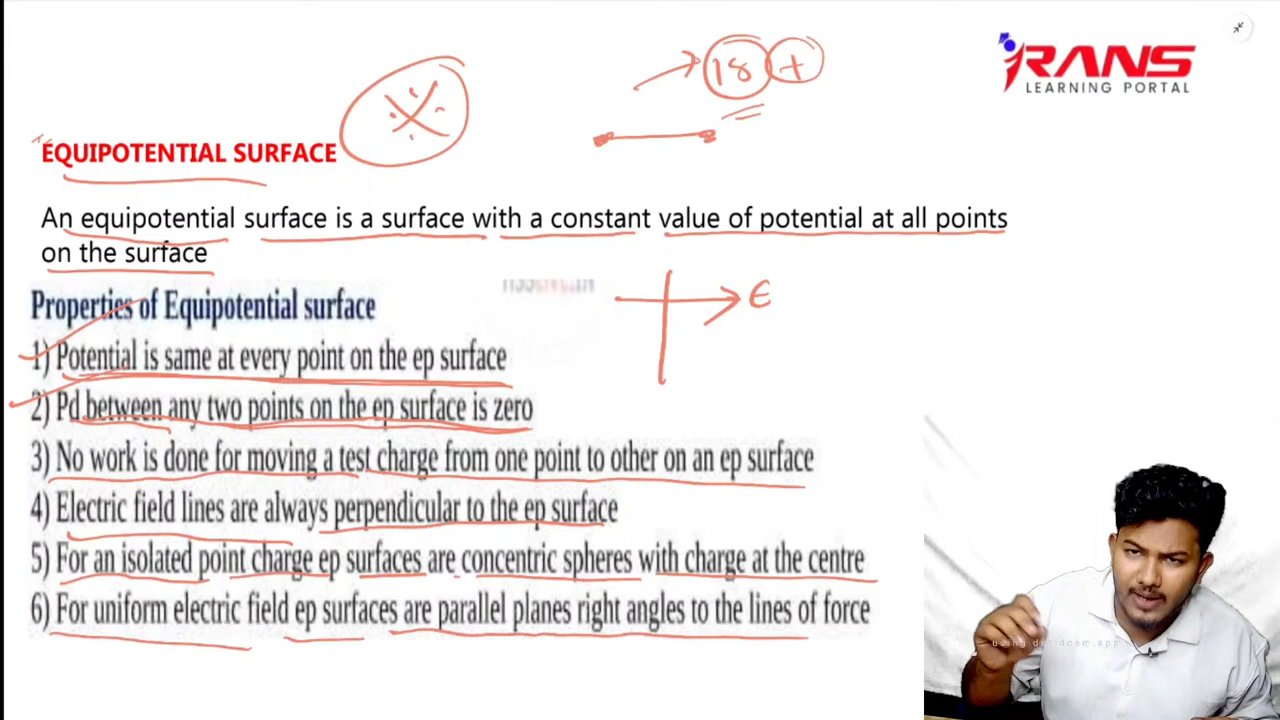 18 +
RANS
LEARNING PORTAL
EQUIPOTENTIAL SURFACE
An equipotential surface is a surface with a constant value of potential at all points
on the surface
E
Properties of Equipotential surface
1) Potential is same at every point on the ep surface
2) Pd between any two points on the ep surface is zero
3) No work is done for moving a test charge from one point to other on an ep surface
4) Electric field lines are always perpendicular to the ep surface
5) For an isolated point charge ep surfaces are concentric spheres with charge at the centre
6) For uniform electric field ep surfaces are parallel planes right angles to the lines of force
using